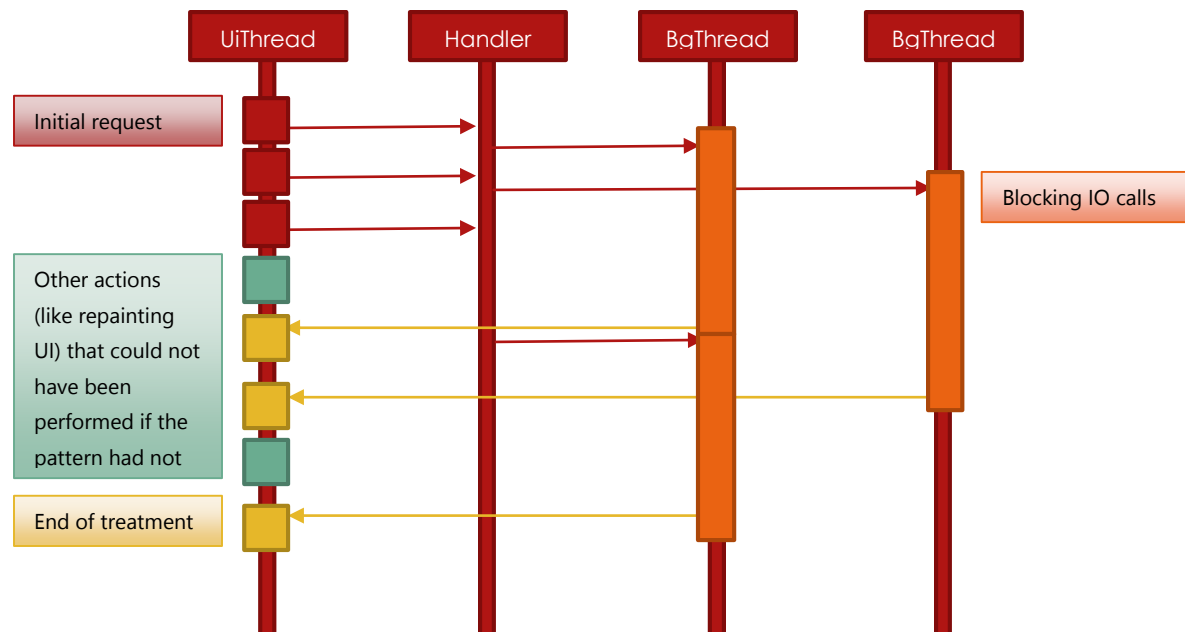 UiThread
Handler
BgThread
BgThread
Initial request
Blocking IO calls
Other actions
(like repainting
UI) that could not
have been
performed if the
pattern had not
End of treatment